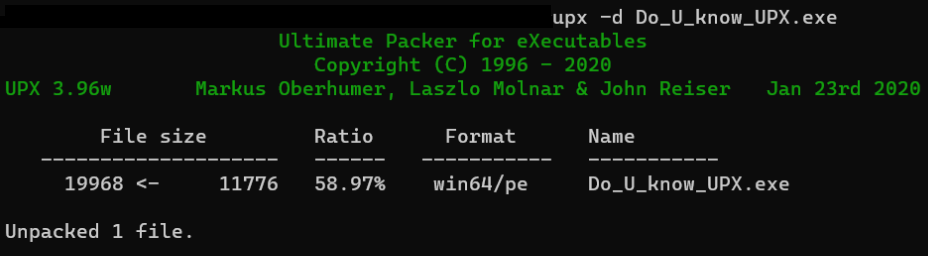 upx -d Do_U_know_UPX.exe
Ultimate Packer for eXecutables
Copyright (C) 1996 - 2020
UPX 3.96w Markus Oberhumer, Laszlo Molnar & John Reiser Jan 23rd 2020
File size Ratio Format Name
-------------------- ------ ----------- -----------
19968 <- 11776 58.97% win64/pe Do_U_know_UPX.exe
Unpacked 1 file.